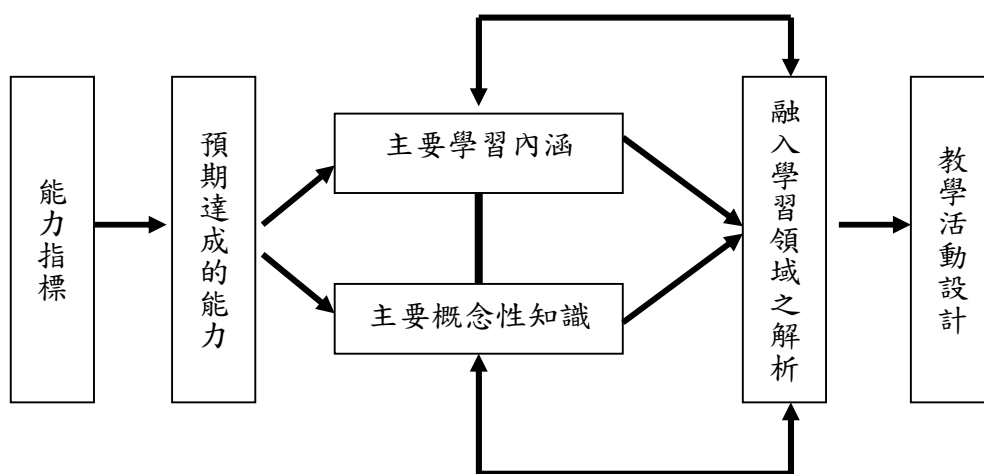 能力指標
預期達成的能力
主要學習內涵
主要概念性知識
融入學習領域之解析
教學活動設計